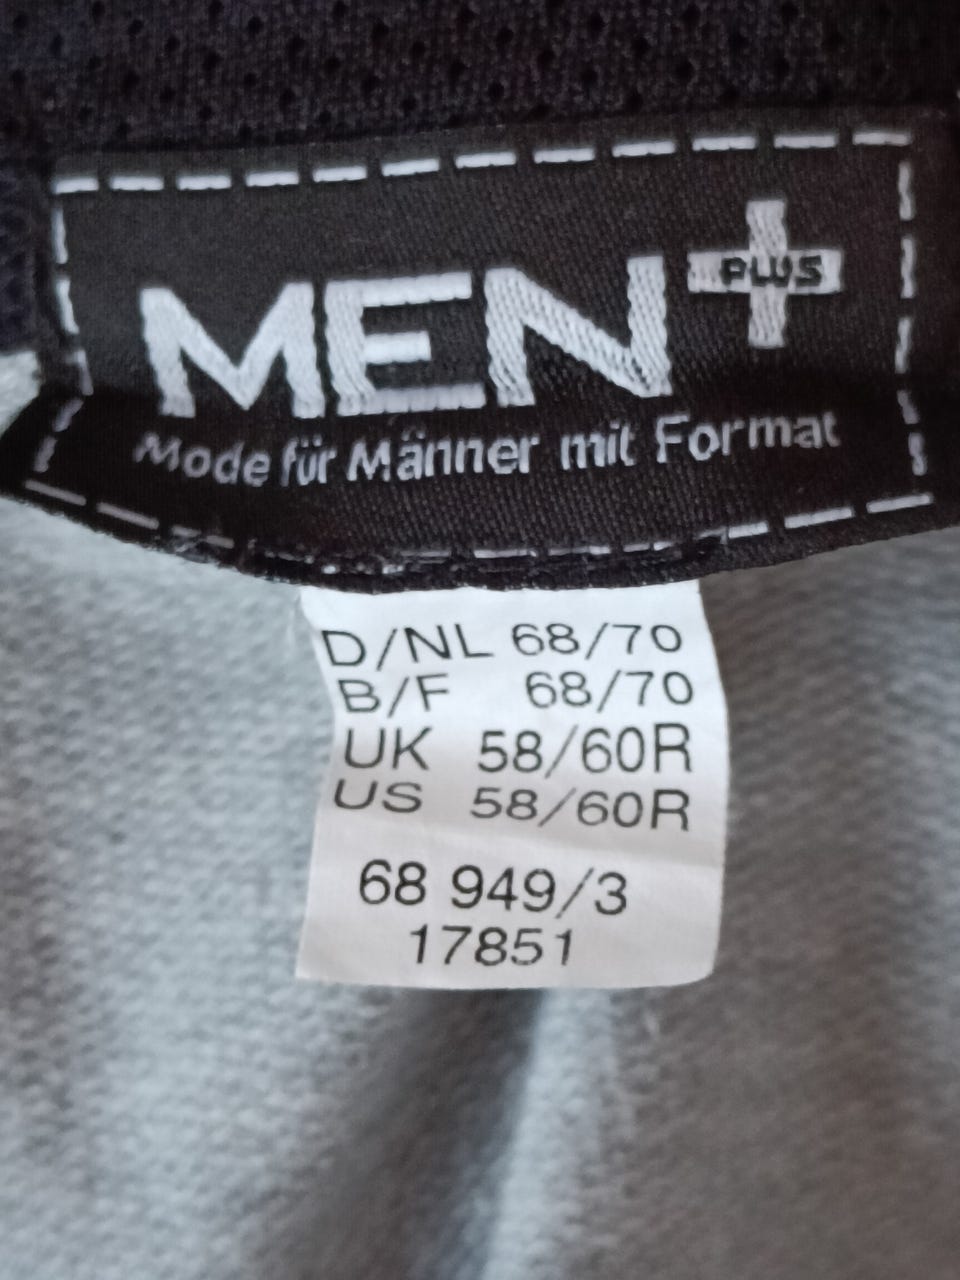 MEN+
PLUS
Mode für Männer mit Format
D/NL 68/70
B/F 68/70
UK 58/60R
US 58/60R
68 949/3
17851